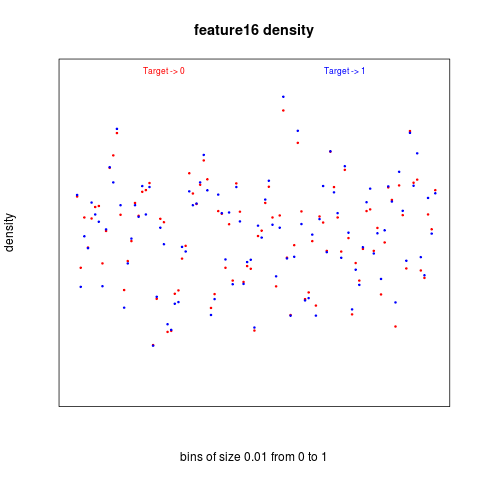 feature16 density
Target -> 0
Target -> 1
density
bins of size 0.01 from 0 to 1